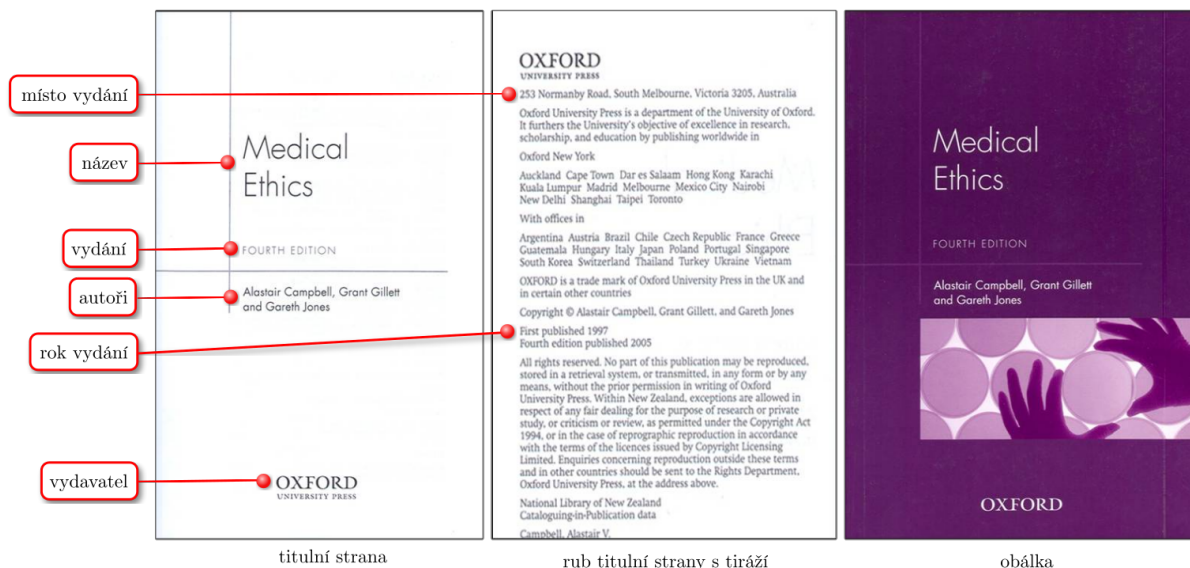 místo vydání
název
vydání
autoři
rok vydání
vydavatel
Medical
Ethics
FOURTH EDITION
Alastair Campbell, Grant Gillett
and Gareth Jones
OXFORD
UNIVERSITY PRESS
titulní strana
OXFORD
UNIVERSITY PRESS
253 Normanby Road, South Melbourne, Victoria 3205, Australia
Oxford University Press is a department of the University of Oxford.
It furthers the University's objective of excellence in research,
scholarship, and education by publishing worldwide in
Oxford New York
Auckland Cape Town Dar es Salaam Hong Kong Karachi
Kuala Lumpur Madrid Melbourne Mexico City Nairobi
New Delhi Shanghai Taipei Toronto
With offices in
Argentina Austria Brazil Chile Czech Republic France Greece
Guatemala Hungary Italy Japan Poland Portugal Singapore
South Korea Switzerland Thailand Turkey Ukraine Vietnam
OXFORD is a trade mark of Oxford University Press in the UK and
in certain other countries
Copyright © Alastair Campbell, Grant Gillett, and Gareth Jones
First published 1997
Fourth edition published 2005
All rights reserved. No part of this publication may be reproduced,
stored in a retrieval system, or transmitted, in any form or by any
means, without the prior permission in writing of Oxford
University Press. Within New Zealand, exceptions are allowed in
respect of any fair dealing for the purpose of research or private
study, or criticism or review, as permitted under the Copyright Act
1994, or in the case of reprographic reproduction in accordance
with the terms of the licences issued by Copyright Licensing
Limited. Enquiries concerning reproduction outside these terms
and in other countries should be sent to the Rights Department,
Oxford University Press, at the address above.
National Library of New Zealand
Cataloguing-in-Publication data
Campbell, Alastair V.
rub titulní strany s tiráží
Medical
Ethics
FOURTH EDITION
Alastair Campbell, Grant Gillett
and Gareth Jones
OXFORD
obálka